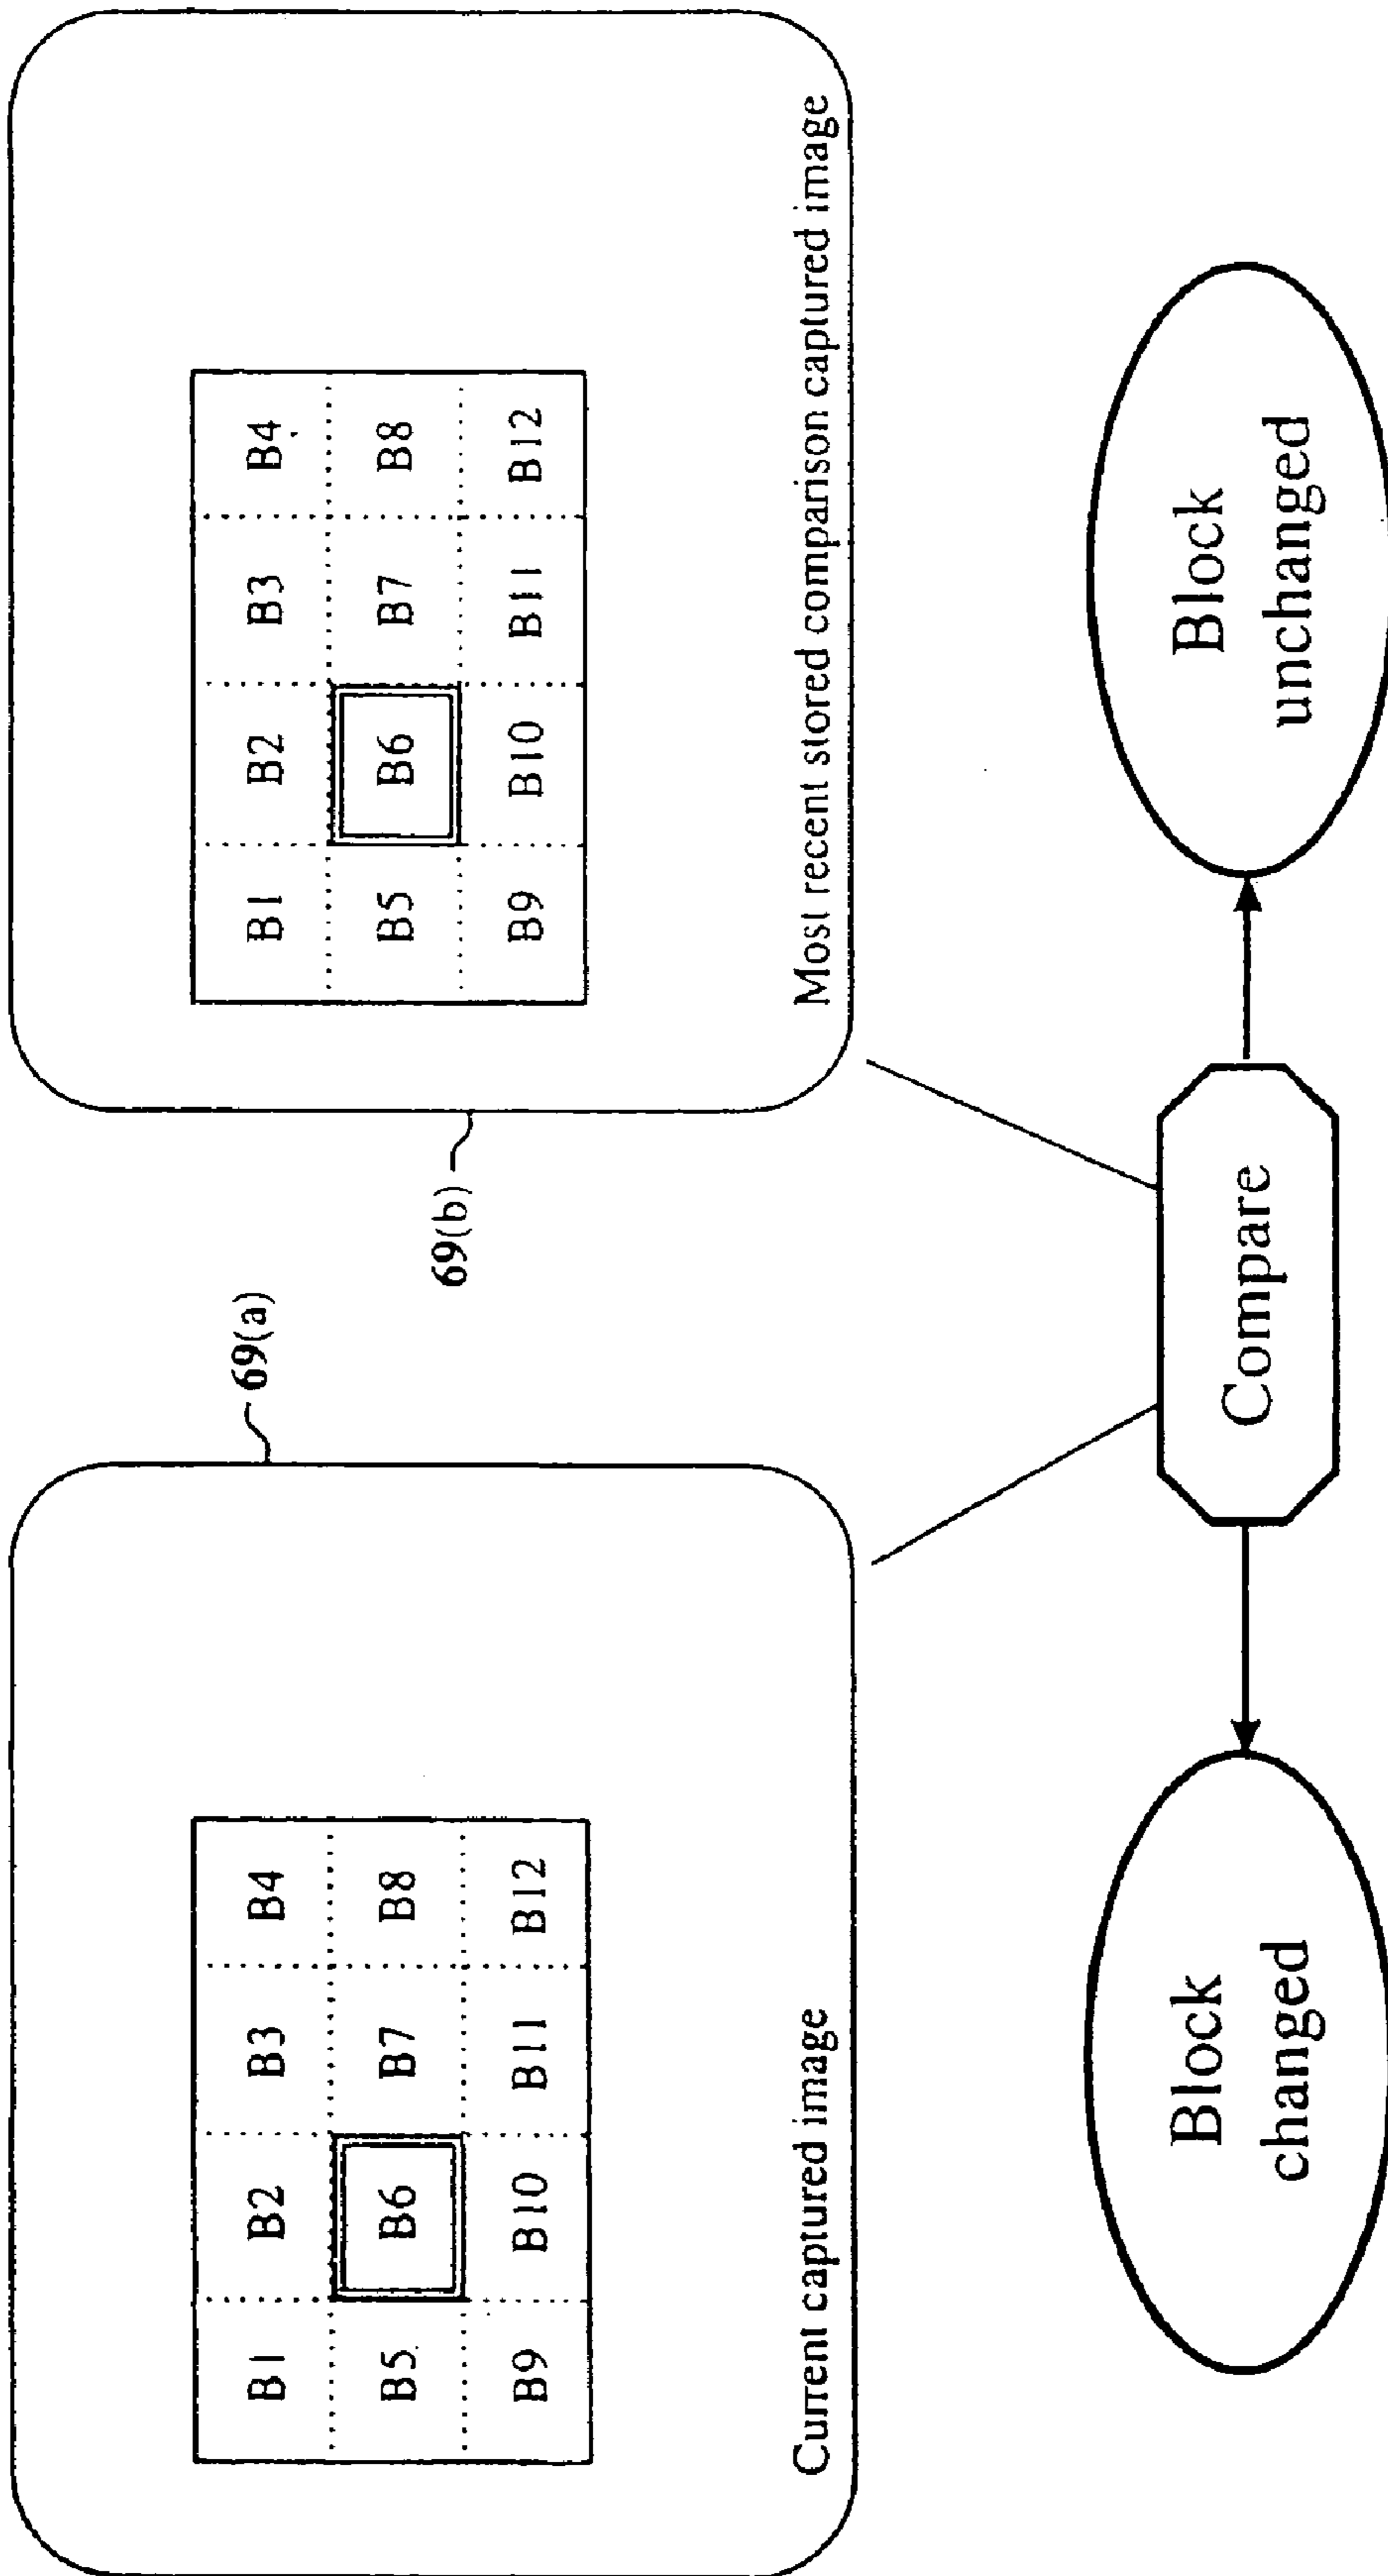 69(a)
B1 B2 B3 B4
B5 B6 B7 B8
B9 B10 B11 B12
Current captured image
69(b)
B1 B2 B3 B4
B5 B6 B7 B8
B9 B10 B11 B12
Most recent stored comparison captured image
Block
changed
Compare
Block
unchanged